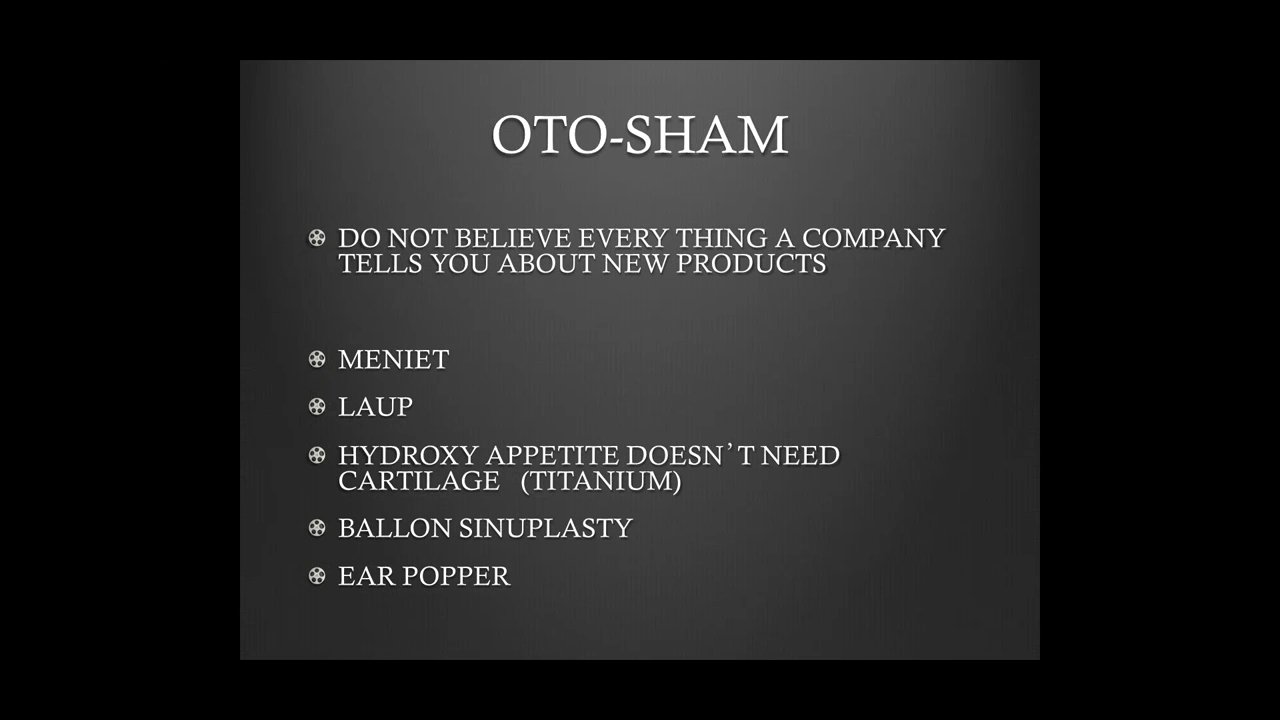 OTO-SHAM
DO NOT BELIEVE EVERY THING A COMPANY
TELLS YOU ABOUT NEW PRODUCTS
MENIET
LAUP
HYDROXY APPETITE DOESN’T NEED
CARTILAGE (TITANIUM)
BALLON SINUPLASTY
EAR POPPER